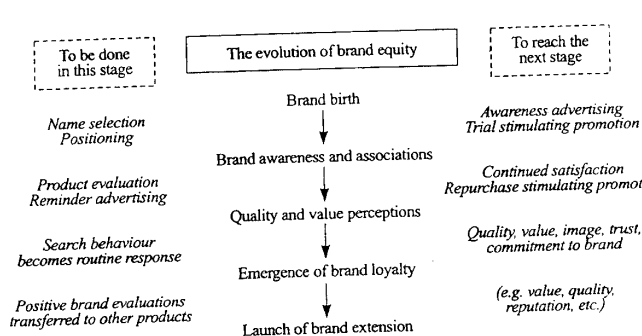 To be done
in this stage
The evolution of brand equity
To reach the
next stage
Brand birth
Name selection
Positioning
Awareness advertising
Trial stimulating promotion
Brand awareness and associations
Product evaluation
Reminder advertising
Continued satisfaction
Repurchase stimulating promot
Quality and value perceptions
Search behaviour
becomes routine response
Quality, value, image, trust,
commitment to brand
Emergence of brand loyalty
Positive brand evaluations
transferred to other products
(e.g. value, quality,
reputation, etc.)
Launch of brand extension